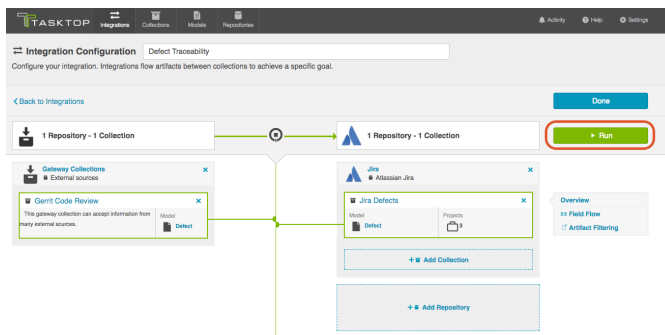 TASKTOP
Integrations
Collections
Models
Repositories
Activity
Help
Settings
Integration Configuration
Defect Traceability
Configure your integration. Integrations flow artifacts between collections to achieve a specific goal.
Back to Integrations
Done
1 Repository - 1 Collection
1 Repository - 1 Collection
Run
Gateway Collections
External sources
Gerrit Code Review
This gateway collection can accept information from
many external sources.
Model
Defect
Jira
Atlassian Jira
Jira Defects
Model
Defect
Projects
3
+ Add Collection
+ Add Repository
Overview
Field Flow
Artifact Filtering